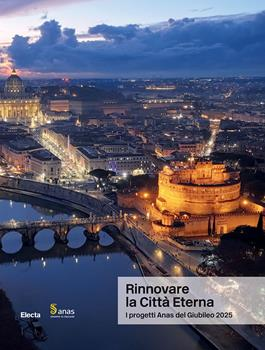 Rinnovare
la Città Eterna
I progetti Anas del Giubileo 2025
Electa
anas